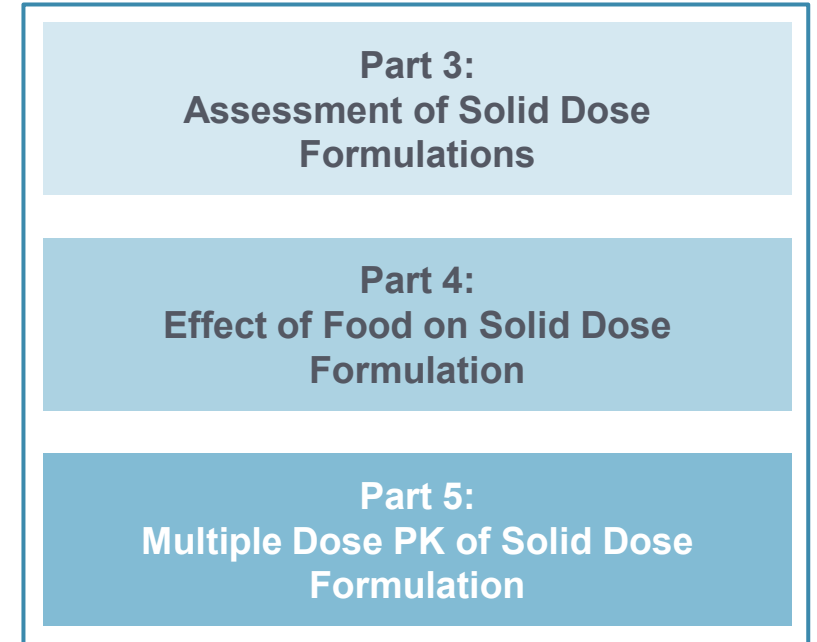 Part 3:
Assessment of Solid Dose
Formulations
Part 4:
Effect of Food on Solid Dose
Formulation
Part 5:
Multiple Dose PK of Solid Dose
Formulation